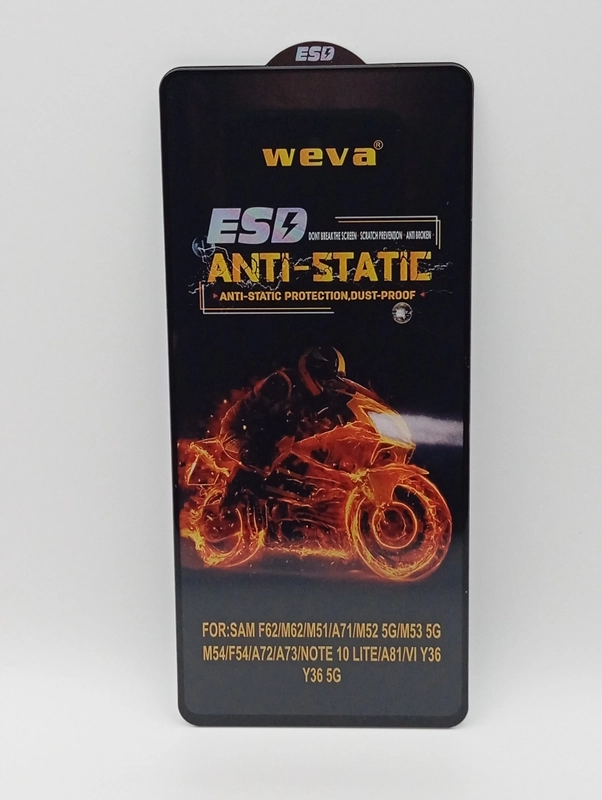 ESD
weva®
ESD
DONT BREAK THE SCREEN · SCRATCH PREVENTION · ANTI BROKEN
ANTI-STATIC
ANTI-STATIC PROTECTION,DUST-PROOF
FOR:SAM F62/M62/M51/A71/M52 5G/M53 5G
M54/F54/A72/A73/NOTE 10 LITE/A81/VI Y36
Y36 5G